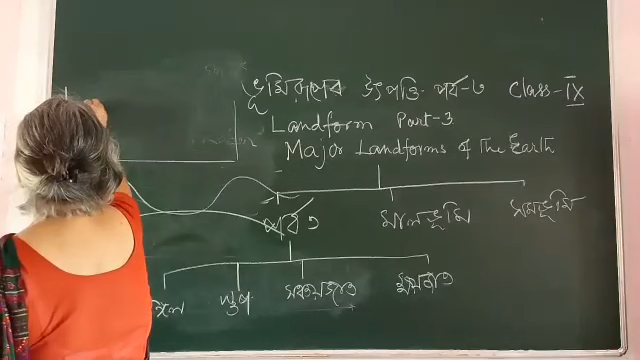 ভূমিরূপের উৎপত্তি পর্ব-৩ Class-IX
Landform Part-3
Major Landforms of The Earth
পর্বত মালভূমি সমভূমি
স্তূপ সঞ্চয়জাত ক্ষয়জাত